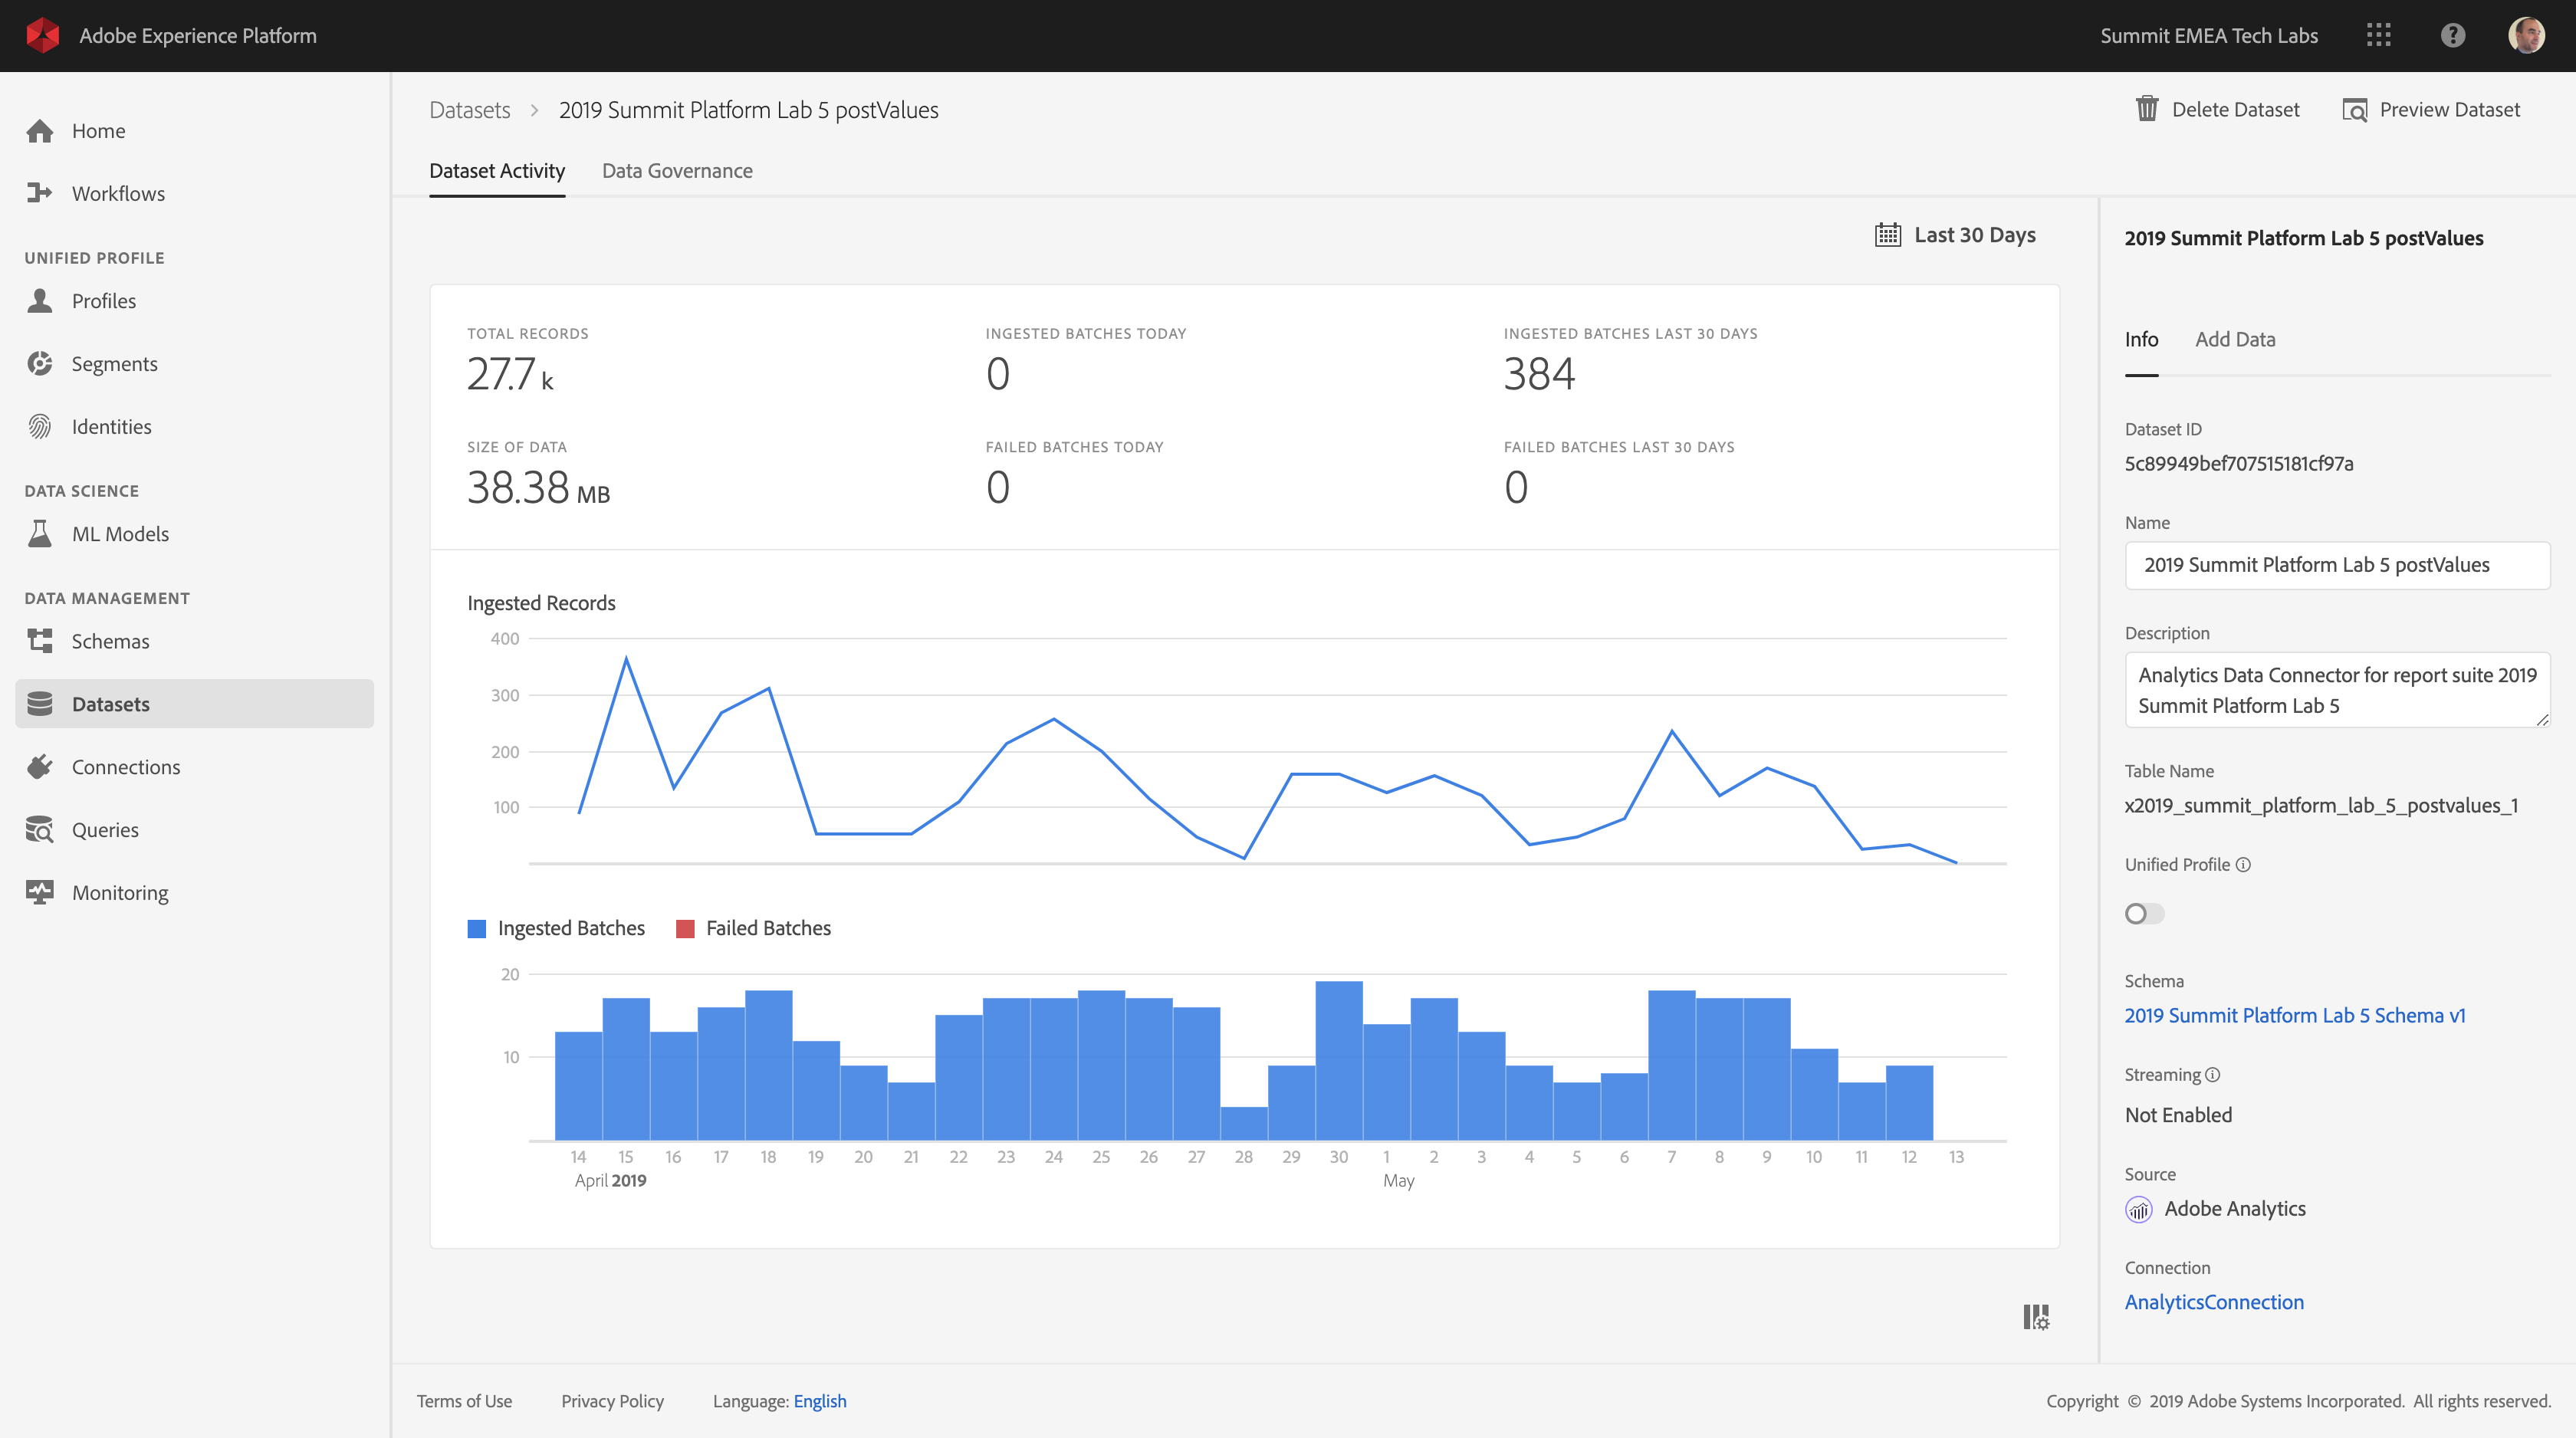 Adobe Experience Platform
Summit EMEA Tech Labs
Home
Workflows
UNIFIED PROFILE
Profiles
Segments
Identities
DATA SCIENCE
ML Models
DATA MANAGEMENT
Schemas
Datasets
Connections
Queries
Monitoring
Datasets > 2019 Summit Platform Lab 5 postValues
Delete Dataset
Preview Dataset
Dataset Activity
Data Governance
Last 30 Days
TOTAL RECORDS
27.7 k
INGESTED BATCHES TODAY
0
INGESTED BATCHES LAST 30 DAYS
384
SIZE OF DATA
38.38 MB
FAILED BATCHES TODAY
0
FAILED BATCHES LAST 30 DAYS
0
Ingested Records
400
300
200
100
Ingested Batches
Failed Batches
20
10
14 15 16 17 18 19 20 21 22 23 24 25 26 27 28 29 30 1 2 3 4 5 6 7 8 9 10 11 12 13
April 2019
May
2019 Summit Platform Lab 5 postValues
Info
Add Data
Dataset ID
5c89949bef707515181cf97a
Name
2019 Summit Platform Lab 5 postValues
Description
Analytics Data Connector for report suite 2019
Summit Platform Lab 5
Table Name
x2019_summit_platform_lab_5_postvalues_1
Unified Profile
Schema
2019 Summit Platform Lab 5 Schema v1
Streaming
Not Enabled
Source
Adobe Analytics
Connection
AnalyticsConnection
Terms of Use
Privacy Policy
Language: English
Copyright © 2019 Adobe Systems Incorporated. All rights reserved.